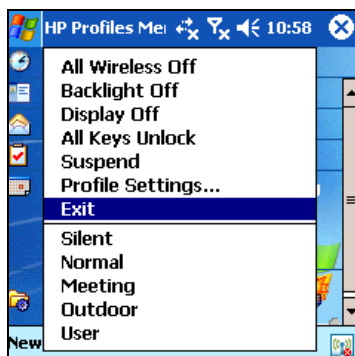 HP Profiles Me 10:58
All Wireless Off
Backlight Off
Display Off
All Keys Unlock
Suspend
Profile Settings...
Exit
Silent
Normal
Meeting
Outdoor
User
New